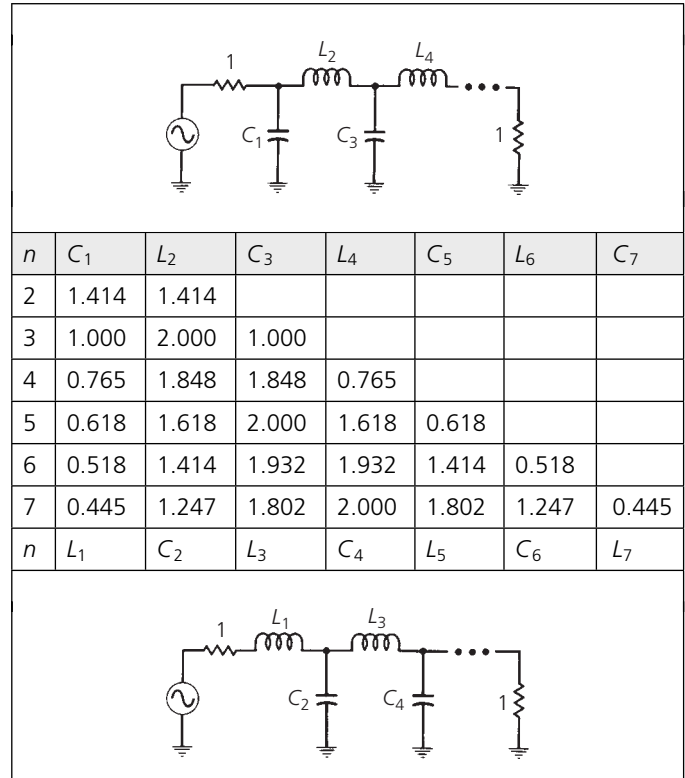 1 L2 L4
C1 C3 1
n C1 L2 C3 L4 C5 L6 C7
2 1.414 1.414
3 1.000 2.000 1.000
4 0.765 1.848 1.848 0.765
5 0.618 1.618 2.000 1.618 0.618
6 0.518 1.414 1.932 1.932 1.414 0.518
7 0.445 1.247 1.802 2.000 1.802 1.247 0.445
n L1 C2 L3 C4 L5 C6 L7
1 L1 L3
C2 C4 1